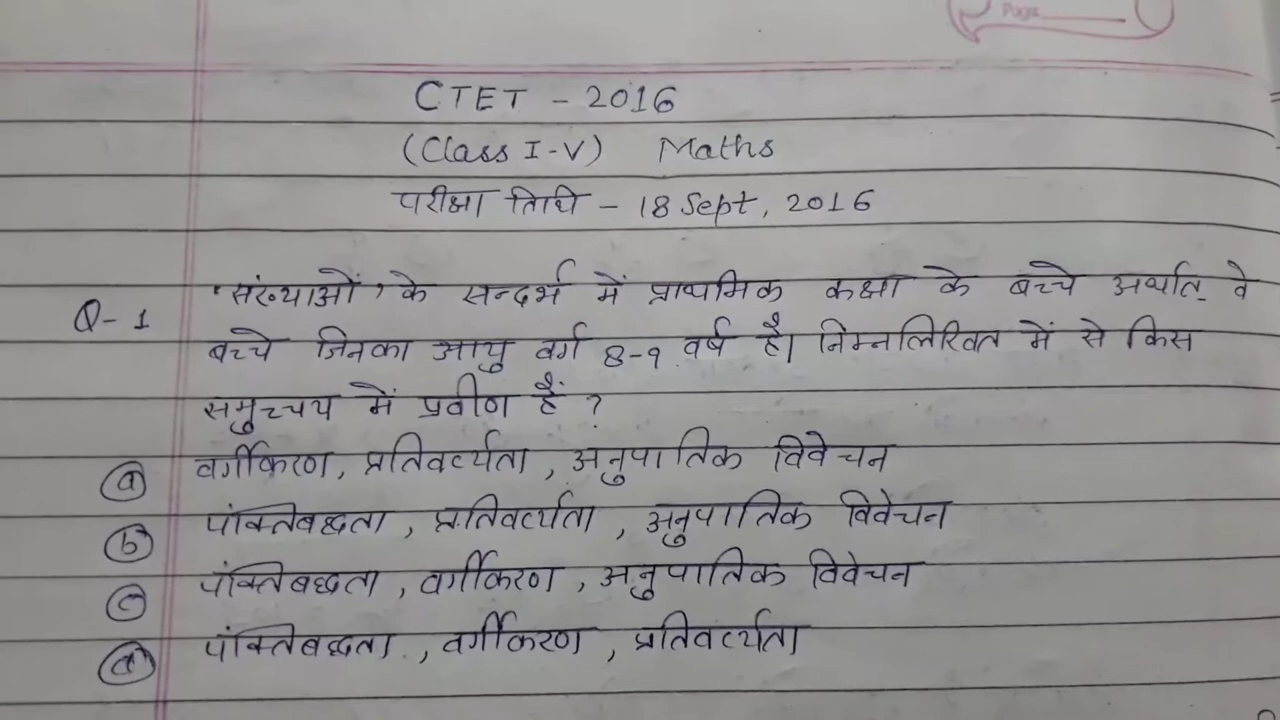 Page
CTET - 2016
(Class I-V) Maths
परीक्षा तिथि - 18 Sept, 2016
Q-1 'संख्याओं' के सन्दर्भ में प्राथमिक कक्षा के बच्चे अर्थात् वे
बच्चे जिनका आयु वर्ग 8-9 वर्ष है। निम्नलिखित में से किस
समुच्चय में प्रवीण हैं ?
(a) वर्गीकरण, प्रतिवर्त्यता, अनुपातिक विवेचन
(b) पंक्तिबद्धता, प्रतिवर्त्यता, अनुपातिक विवेचन
(c) पंक्तिबद्धता, वर्गीकरण, अनुपातिक विवेचन
(d) पंक्तिबद्धता, वर्गीकरण, प्रतिवर्त्यता